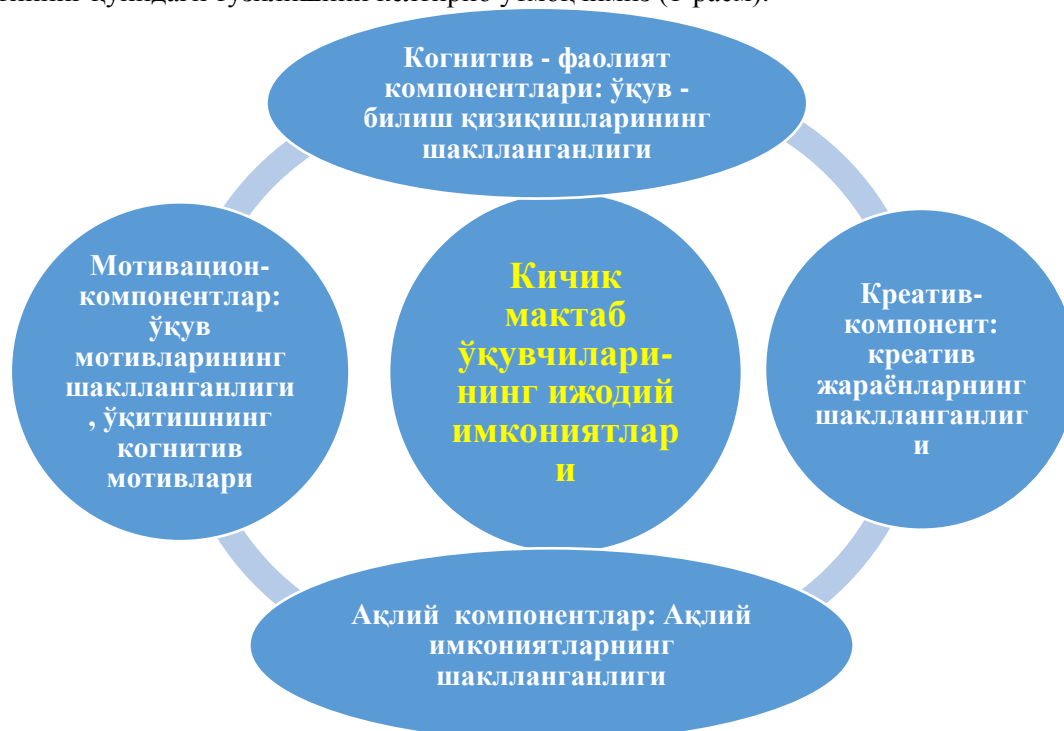 Когнитив - фаолият
компонентлари: ўқув -
билиш қизиқишларининг
шаклланганлиги
Мотивацион-
компонентлар:
ўқув
мотивларининг
шаклланганлиги
, ўқитишнинг
когнитив
мотивлари
Кичик
мактаб
ўқувчилари-
нинг ижодий
имкониятлар
и
Креатив-
компонент:
креатив
жараёнларнинг
шаклланганлиг
и
Ақлий компонентлар: Ақлий
имкониятларнинг
шаклланганлиги